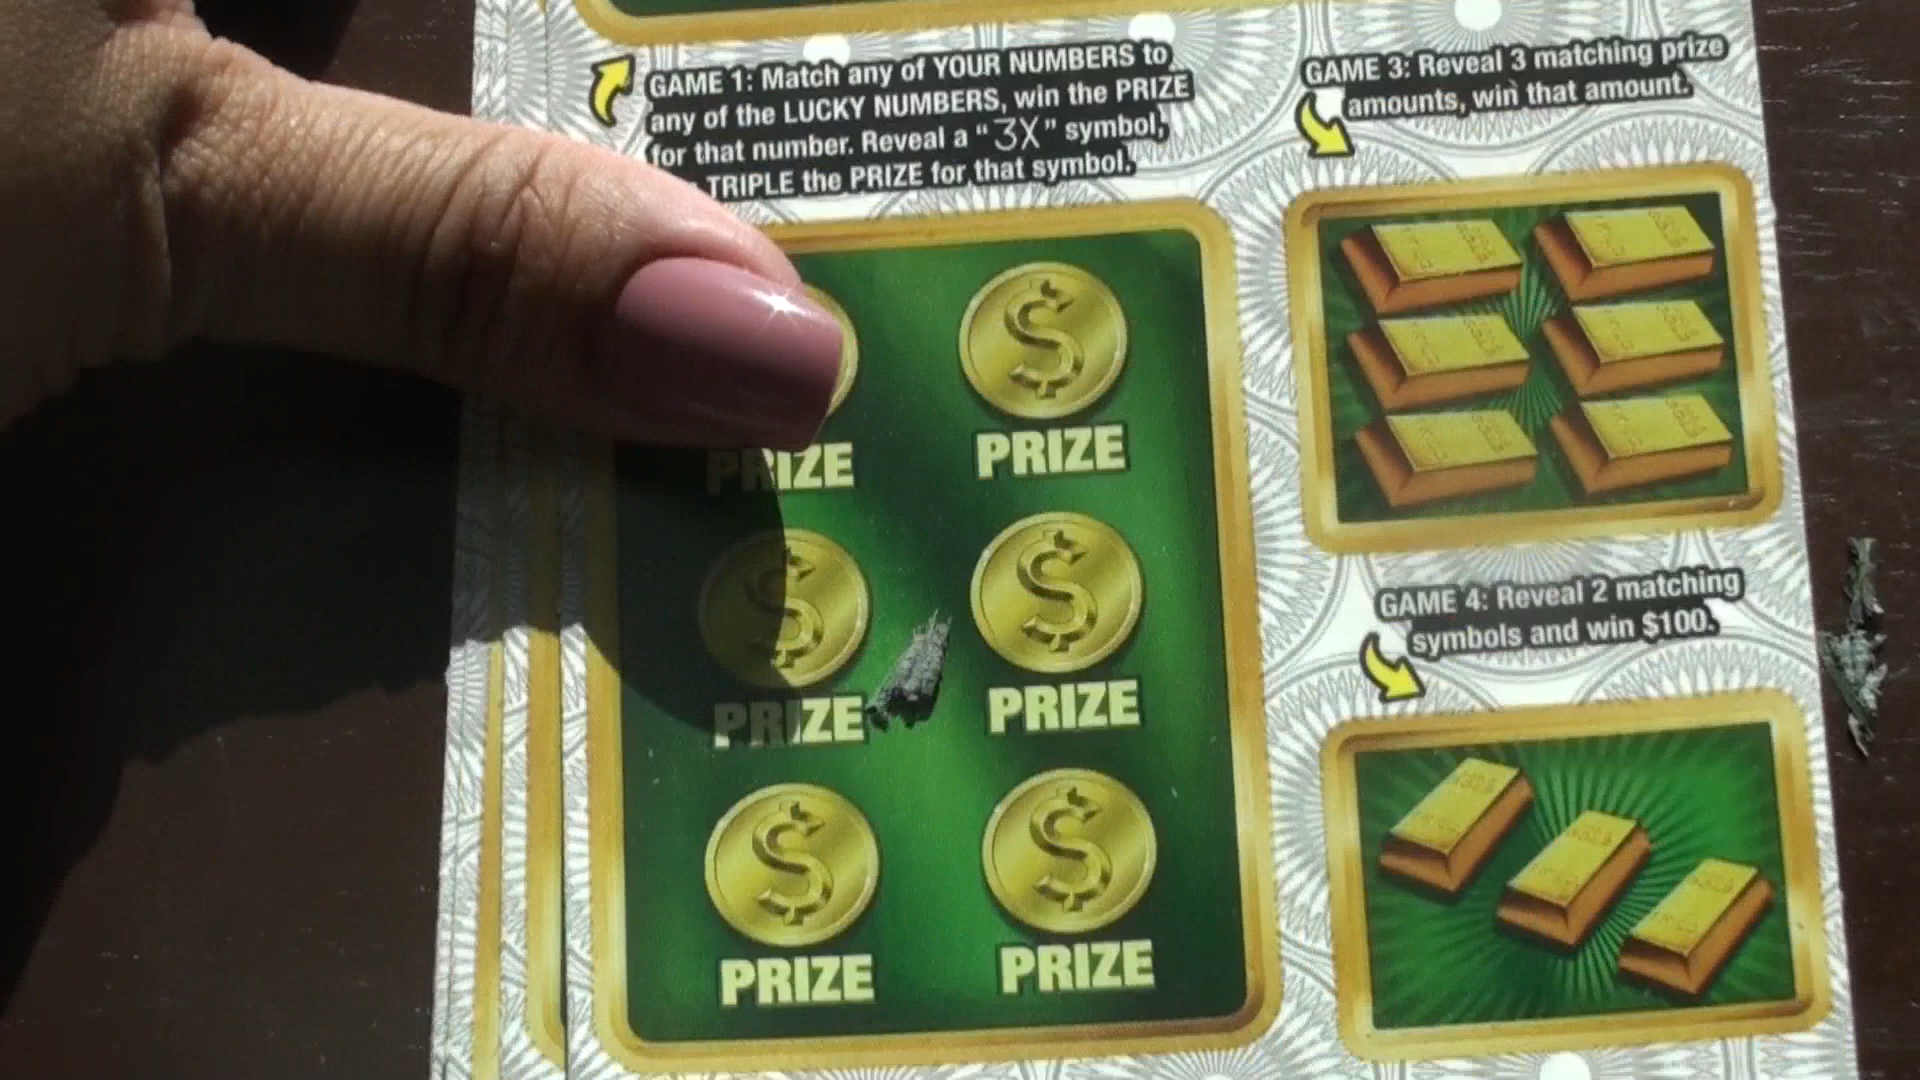 GAME 1: Match any of YOUR NUMBERS to
any of the LUCKY NUMBERS, win the PRIZE
for that number. Reveal a "3X" symbol,
TRIPLE the PRIZE for that symbol.
GAME 3: Reveal 3 matching prize
amounts, win that amount.
PRIZE
PRIZE
PRIZE
PRIZE
PRIZE
PRIZE
GAME 4: Reveal 2 matching
symbols and win $100.